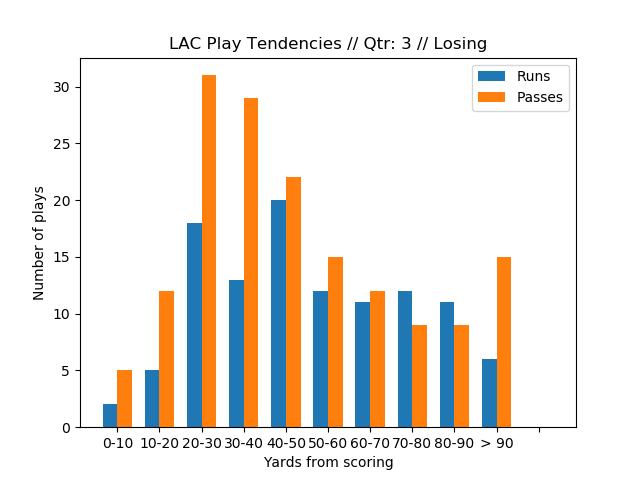 LAC Play Tendencies // Qtr: 3 // Losing
Runs
Passes
30
25
20
15
10
5
0
Number of plays
0-10 10-20 20-30 30-40 40-50 50-60 60-70 70-80 80-90 > 90
Yards from scoring